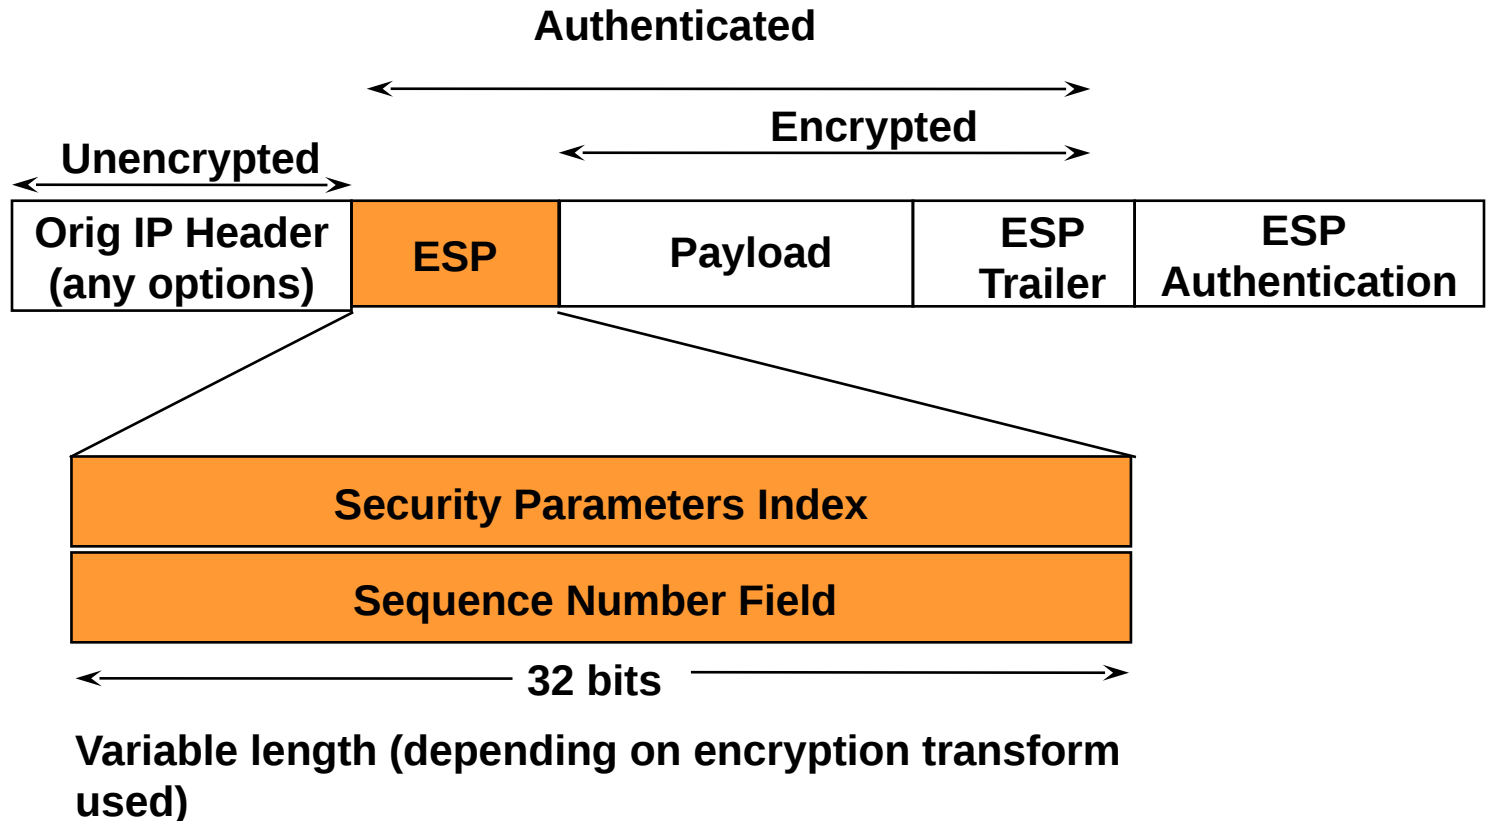 Authenticated
Encrypted
Unencrypted
Orig IP Header
(any options)
ESP
Payload
ESP
Trailer
ESP
Authentication
Security Parameters Index
Sequence Number Field
32 bits
Variable length (depending on encryption transform
used)